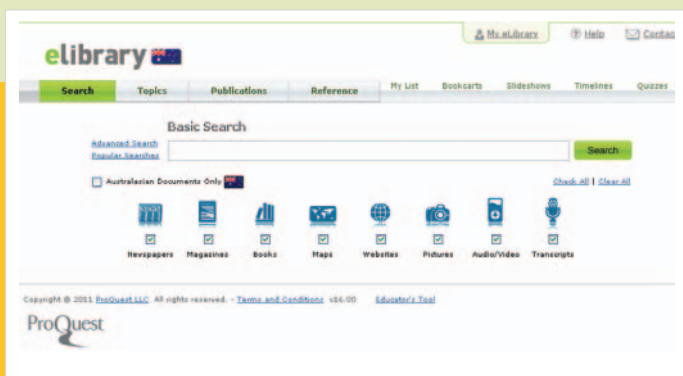 My eLibrary Help Contac
elibrary
Search Topics Publications Reference My List Bookcarts Slideshows Timelines Quizzes
Basic Search
Advanced Search
Popular Searches
Search
Australasian Documents Only
Check All | Clear All
Newspapers Magazines Books Maps Websites Pictures Audio/Video Transcripts
Copyright © 2011 ProQuest LLC All rights reserved. - Terms and Conditions v16.00 Educator's Tool
ProQuest